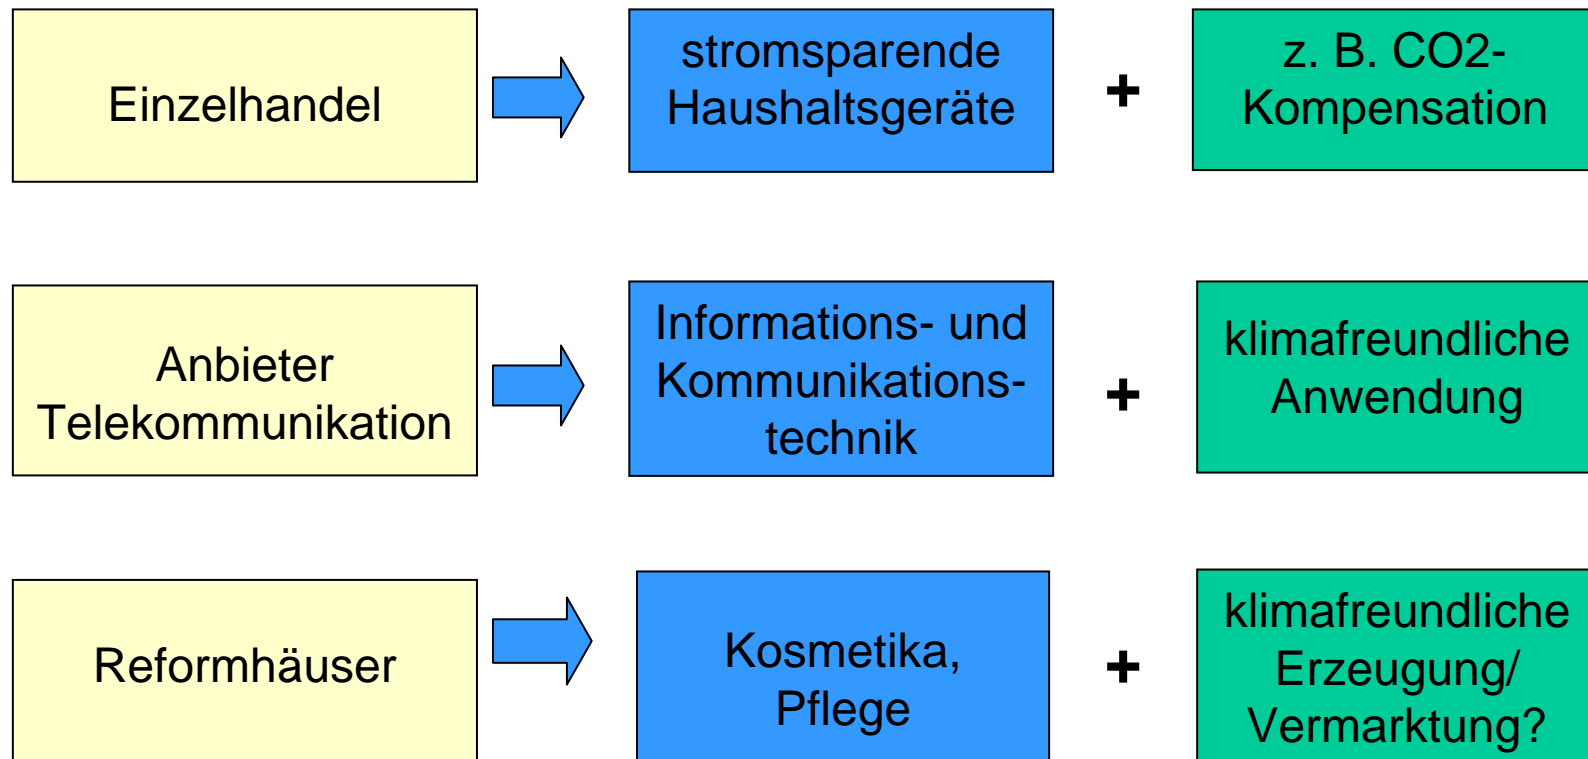 Einzelhandel
stromsparende
Haushaltsgeräte
+
z. B. CO2-
Kompensation
Anbieter
Telekommunikation
Informations- und
Kommunikations-
technik
+
klimafreundliche
Anwendung
Reformhäuser
Kosmetika,
Pflege
+
klimafreundliche
Erzeugung/
Vermarktung?